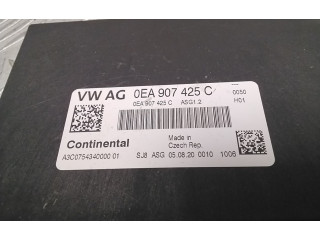 VW AG 0EA 907 425 C 0050
0EA 907 425 C ASG1.2 H01
Made in
Continental Czech Rep.
A3C0754340000 01 SJ8 ASG 05.08.20 0010 1006